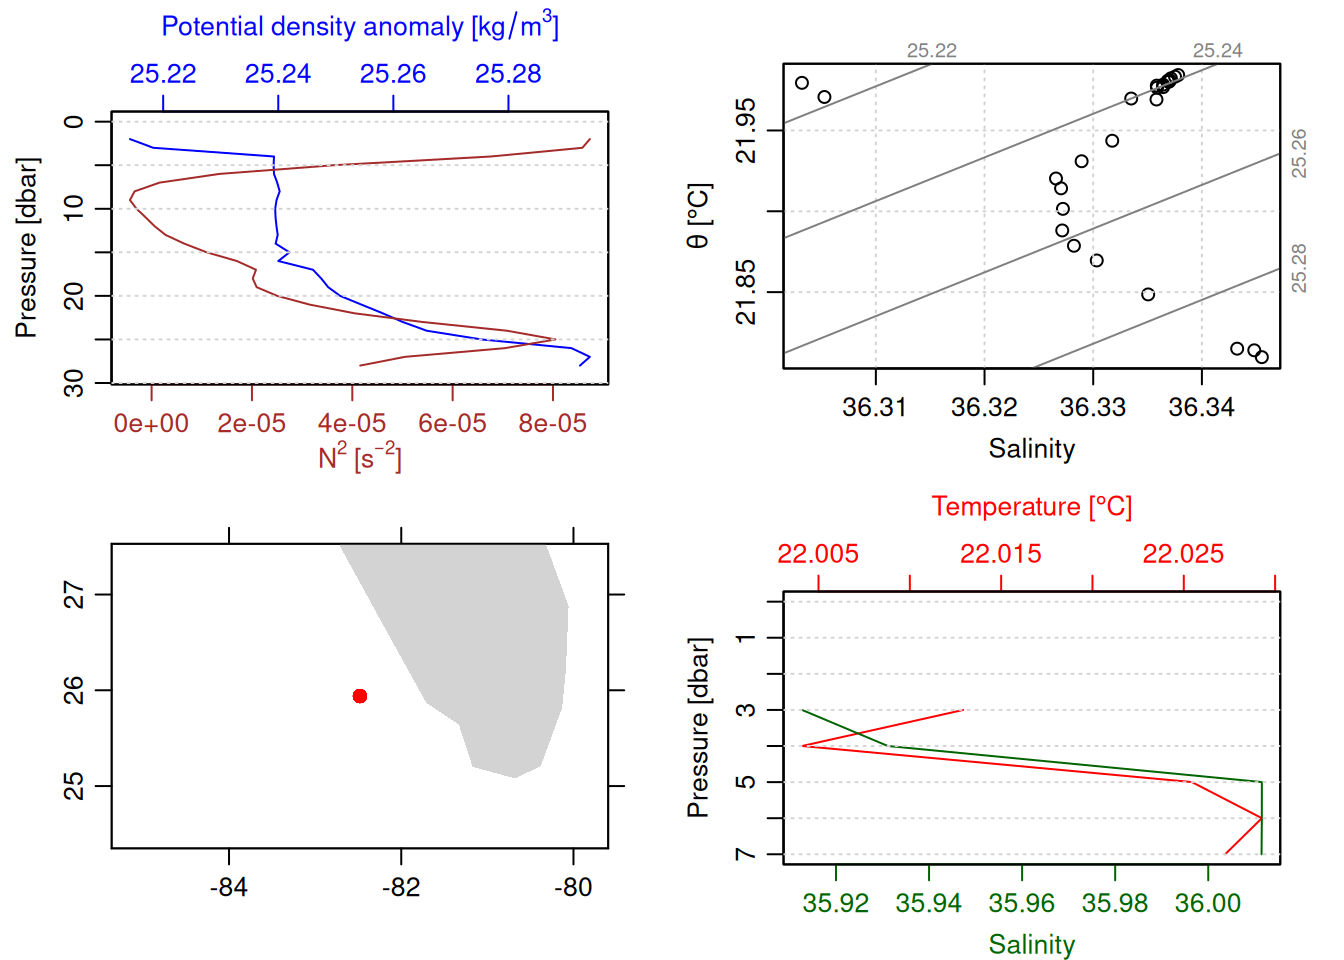 Potential density anomaly [kg/m³]
25.22 25.24 25.26 25.28
0
10
20
30
Pressure [dbar]
0e+00 2e-05 4e-05 6e-05 8e-05
N² [s⁻²]
25.22 25.24
25.26
25.28
21.95
21.85
θ [°C]
36.31 36.32 36.33 36.34
Salinity
27
26
25
-84 -82 -80
Temperature [°C]
22.005 22.015 22.025
1
3
5
7
Pressure [dbar]
35.92 35.94 35.96 35.98 36.00
Salinity